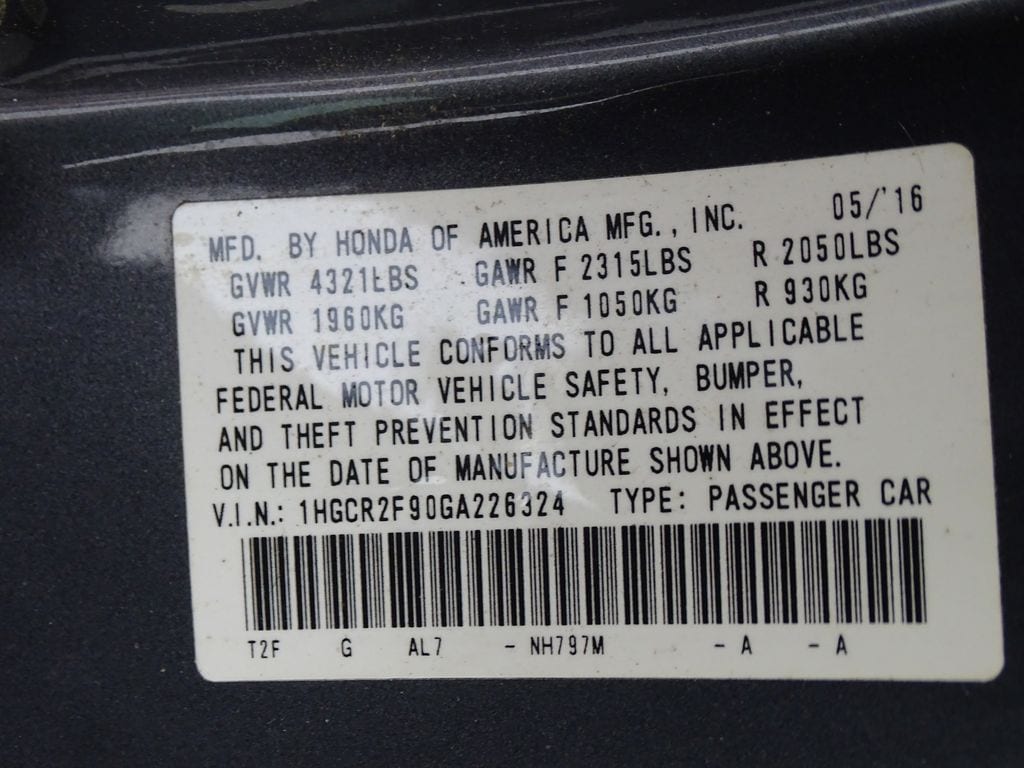 MFD. BY HONDA OF AMERICA MFG., INC. 05/'16
GVWR 4321LBS GAWR F 2315LBS R 2050LBS
GVWR 1960KG GAWR F 1050KG R 930KG
THIS VEHICLE CONFORMS TO ALL APPLICABLE
FEDERAL MOTOR VEHICLE SAFETY, BUMPER,
AND THEFT PREVENTION STANDARDS IN EFFECT
ON THE DATE OF MANUFACTURE SHOWN ABOVE.
V.I.N.: 1HGCR2F90GA226324 TYPE: PASSENGER CAR
T2F G AL7 - NH797M - A - A